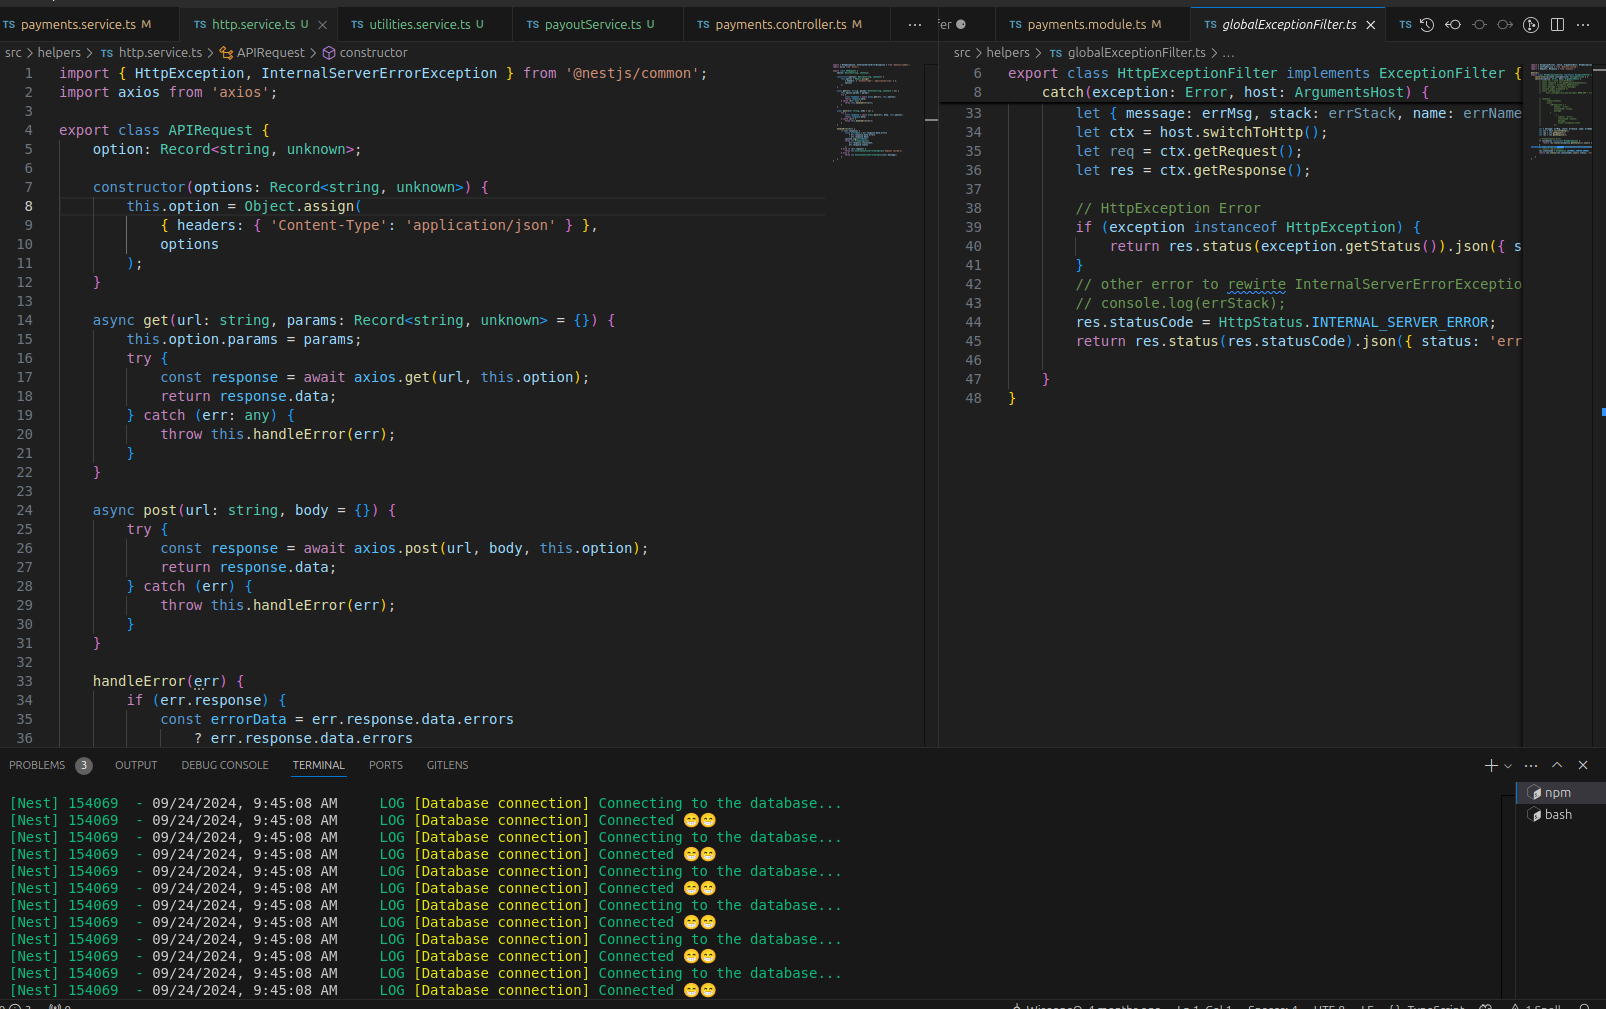 TS payments.service.ts M
TS http.service.ts U
TS utilities.service.ts U
TS payoutService.ts U
TS payments.controller.ts M
src > helpers > TS http.service.ts > APIRequest > constructor
1 import { HttpException, InternalServerErrorException } from '@nestjs/common';
2 import axios from 'axios';
3
4 export class APIRequest {
5 option: Record<string, unknown>;
6
7 constructor(options: Record<string, unknown>) {
8 this.option = Object.assign(
9 { headers: { 'Content-Type': 'application/json' } },
10 options
11 );
12 }
13
14 async get(url: string, params: Record<string, unknown> = {}) {
15 this.option.params = params;
16 try {
17 const response = await axios.get(url, this.option);
18 return response.data;
19 } catch (err: any) {
20 throw this.handleError(err);
21 }
22 }
23
24 async post(url: string, body = {}) {
25 try {
26 const response = await axios.post(url, body, this.option);
27 return response.data;
28 } catch (err) {
29 throw this.handleError(err);
30 }
31 }
32
33 handleError(err) {
34 if (err.response) {
35 const errorData = err.response.data.errors
36 ? err.response.data.errors
fer
TS payments.module.ts M
TS globalExceptionFilter.ts
TS
src > helpers > TS globalExceptionFilter.ts > ...
6 export class HttpExceptionFilter implements ExceptionFilter {
8 catch(exception: Error, host: ArgumentsHost) {
33 let { message: errMsg, stack: errStack, name: errName
34 let ctx = host.switchToHttp();
35 let req = ctx.getRequest();
36 let res = ctx.getResponse();
37
38 // HttpException Error
39 if (exception instanceof HttpException) {
40 return res.status(exception.getStatus()).json({ s
41 }
42 // other error to rewirte InternalServerErrorExceptio
43 // console.log(errStack);
44 res.statusCode = HttpStatus.INTERNAL_SERVER_ERROR;
45 return res.status(res.statusCode).json({ status: 'err
46
47 }
48 }
PROBLEMS 3 OUTPUT DEBUG CONSOLE TERMINAL PORTS GITLENS
[Nest] 154069 - 09/24/2024, 9:45:08 AM LOG [Database connection] Connecting to the database...
[Nest] 154069 - 09/24/2024, 9:45:08 AM LOG [Database connection] Connected 😁😁
[Nest] 154069 - 09/24/2024, 9:45:08 AM LOG [Database connection] Connecting to the database...
[Nest] 154069 - 09/24/2024, 9:45:08 AM LOG [Database connection] Connected 😁😁
[Nest] 154069 - 09/24/2024, 9:45:08 AM LOG [Database connection] Connecting to the database...
[Nest] 154069 - 09/24/2024, 9:45:08 AM LOG [Database connection] Connected 😁😁
[Nest] 154069 - 09/24/2024, 9:45:08 AM LOG [Database connection] Connecting to the database...
[Nest] 154069 - 09/24/2024, 9:45:08 AM LOG [Database connection] Connected 😁😁
[Nest] 154069 - 09/24/2024, 9:45:08 AM LOG [Database connection] Connecting to the database...
[Nest] 154069 - 09/24/2024, 9:45:08 AM LOG [Database connection] Connected 😁😁
[Nest] 154069 - 09/24/2024, 9:45:08 AM LOG [Database connection] Connecting to the database...
[Nest] 154069 - 09/24/2024, 9:45:08 AM LOG [Database connection] Connected 😁😁
npm
bash